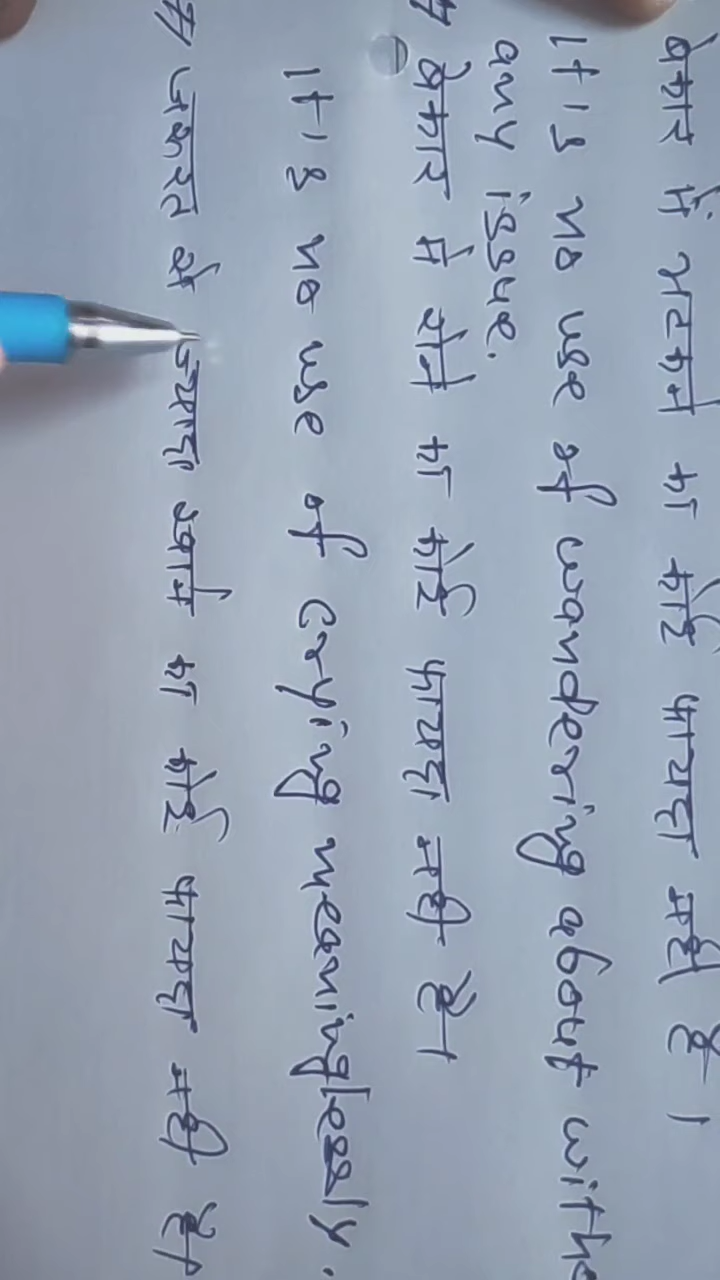 बेकार में भटकने का कोई फायदा नही है ।
It is no use of wandering about witho
any issue.
→ बेकार मे रोने का कोई फायदा नही है।
It is no use of crying meaninglessly.
→ जरूरत से ज्यादा खाने का कोई फायदा नही है।